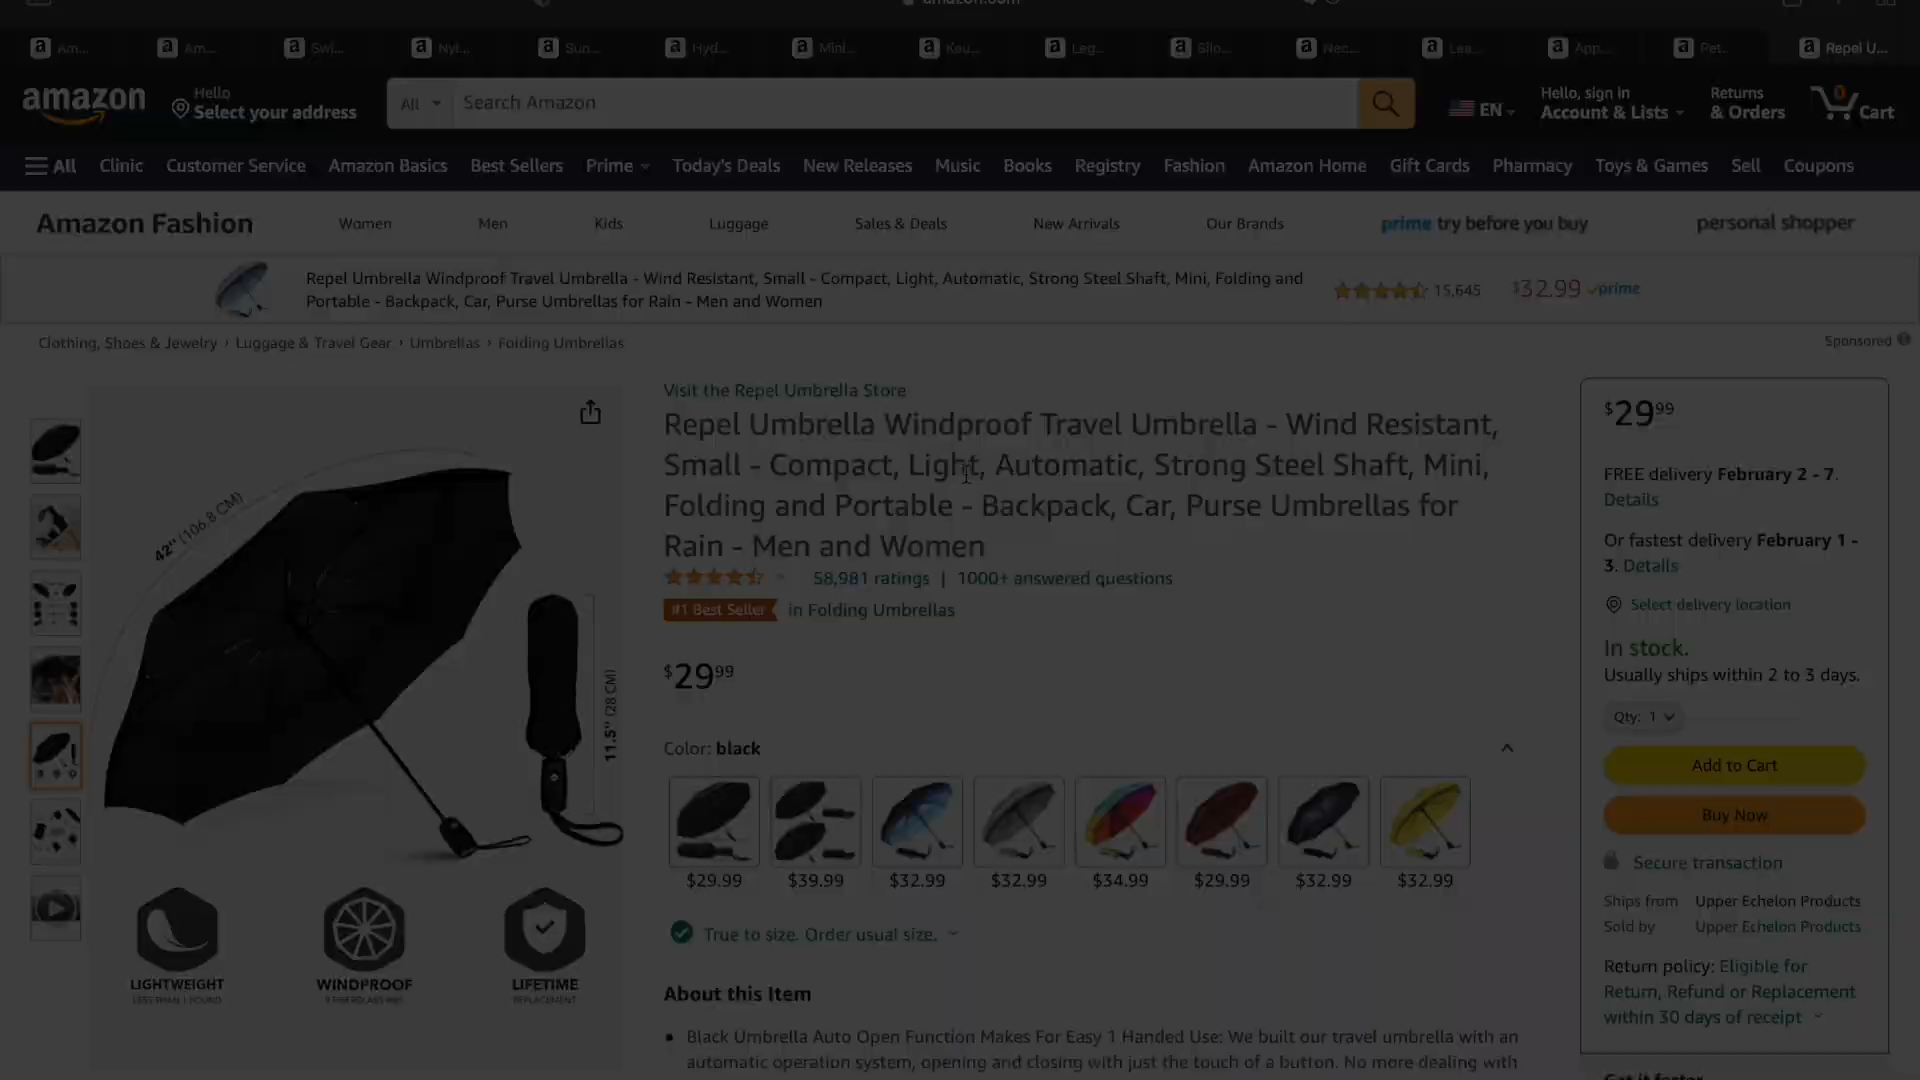 Am...
Am...
Swi...
Nyl...
Sun...
Hyd...
Mini...
Kou...
Leg...
Silo...
Nec...
Lea...
App...
Pet...
Repel U...
amazon
Hello
Select your address
All
Search Amazon
EN
Hello, sign in
Account & Lists
Returns
& Orders
0
Cart
All
Clinic
Customer Service
Amazon Basics
Best Sellers
Prime
Today's Deals
New Releases
Music
Books
Registry
Fashion
Amazon Home
Gift Cards
Pharmacy
Toys & Games
Sell
Coupons
Amazon Fashion
Women
Men
Kids
Luggage
Sales & Deals
New Arrivals
Our Brands
prime try before you buy
personal shopper
Repel Umbrella Windproof Travel Umbrella - Wind Resistant, Small - Compact, Light, Automatic, Strong Steel Shaft, Mini, Folding and
Portable - Backpack, Car, Purse Umbrellas for Rain - Men and Women
15,645
$32.99 prime
Clothing, Shoes & Jewelry › Luggage & Travel Gear › Umbrellas › Folding Umbrellas
Sponsored
42" (106.8 CM)
11.5" (28 CM)
LIGHTWEIGHT
LESS THAN 1 POUND
WINDPROOF
9 FIBERGLASS RIBS
LIFETIME
REPLACEMENT
Visit the Repel Umbrella Store
Repel Umbrella Windproof Travel Umbrella - Wind Resistant,
Small - Compact, Light, Automatic, Strong Steel Shaft, Mini,
Folding and Portable - Backpack, Car, Purse Umbrellas for
Rain - Men and Women
58,981 ratings | 1000+ answered questions
#1 Best Seller in Folding Umbrellas
$29 99
Color: black
$29.99
$39.99
$32.99
$32.99
$34.99
$29.99
$32.99
$32.99
True to size. Order usual size.
About this Item
Black Umbrella Auto Open Function Makes For Easy 1 Handed Use: We built our travel umbrella with an
automatic operation system, opening and closing with just the touch of a button. No more dealing with
$29 99
FREE delivery February 2 - 7.
Details
Or fastest delivery February 1 -
3. Details
Select delivery location
In stock.
Usually ships within 2 to 3 days.
Qty: 1
Add to Cart
Buy Now
Secure transaction
Ships from Upper Echelon Products
Sold by Upper Echelon Products
Return policy: Eligible for
Return, Refund or Replacement
within 30 days of receipt